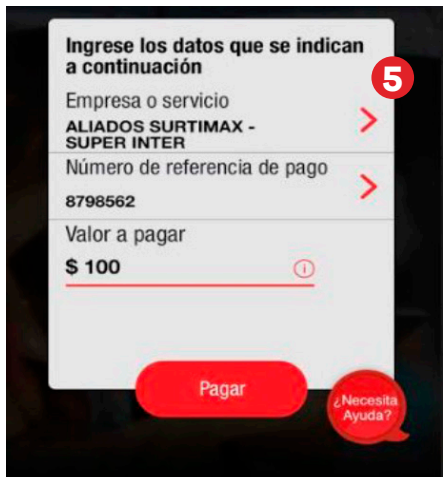 Ingrese los datos que se indican
a continuación
5
Empresa o servicio
ALIADOS SURTIMAX -
SUPER INTER
Número de referencia de pago
8798562
Valor a pagar
$ 100
Pagar
¿Necesita
Ayuda?